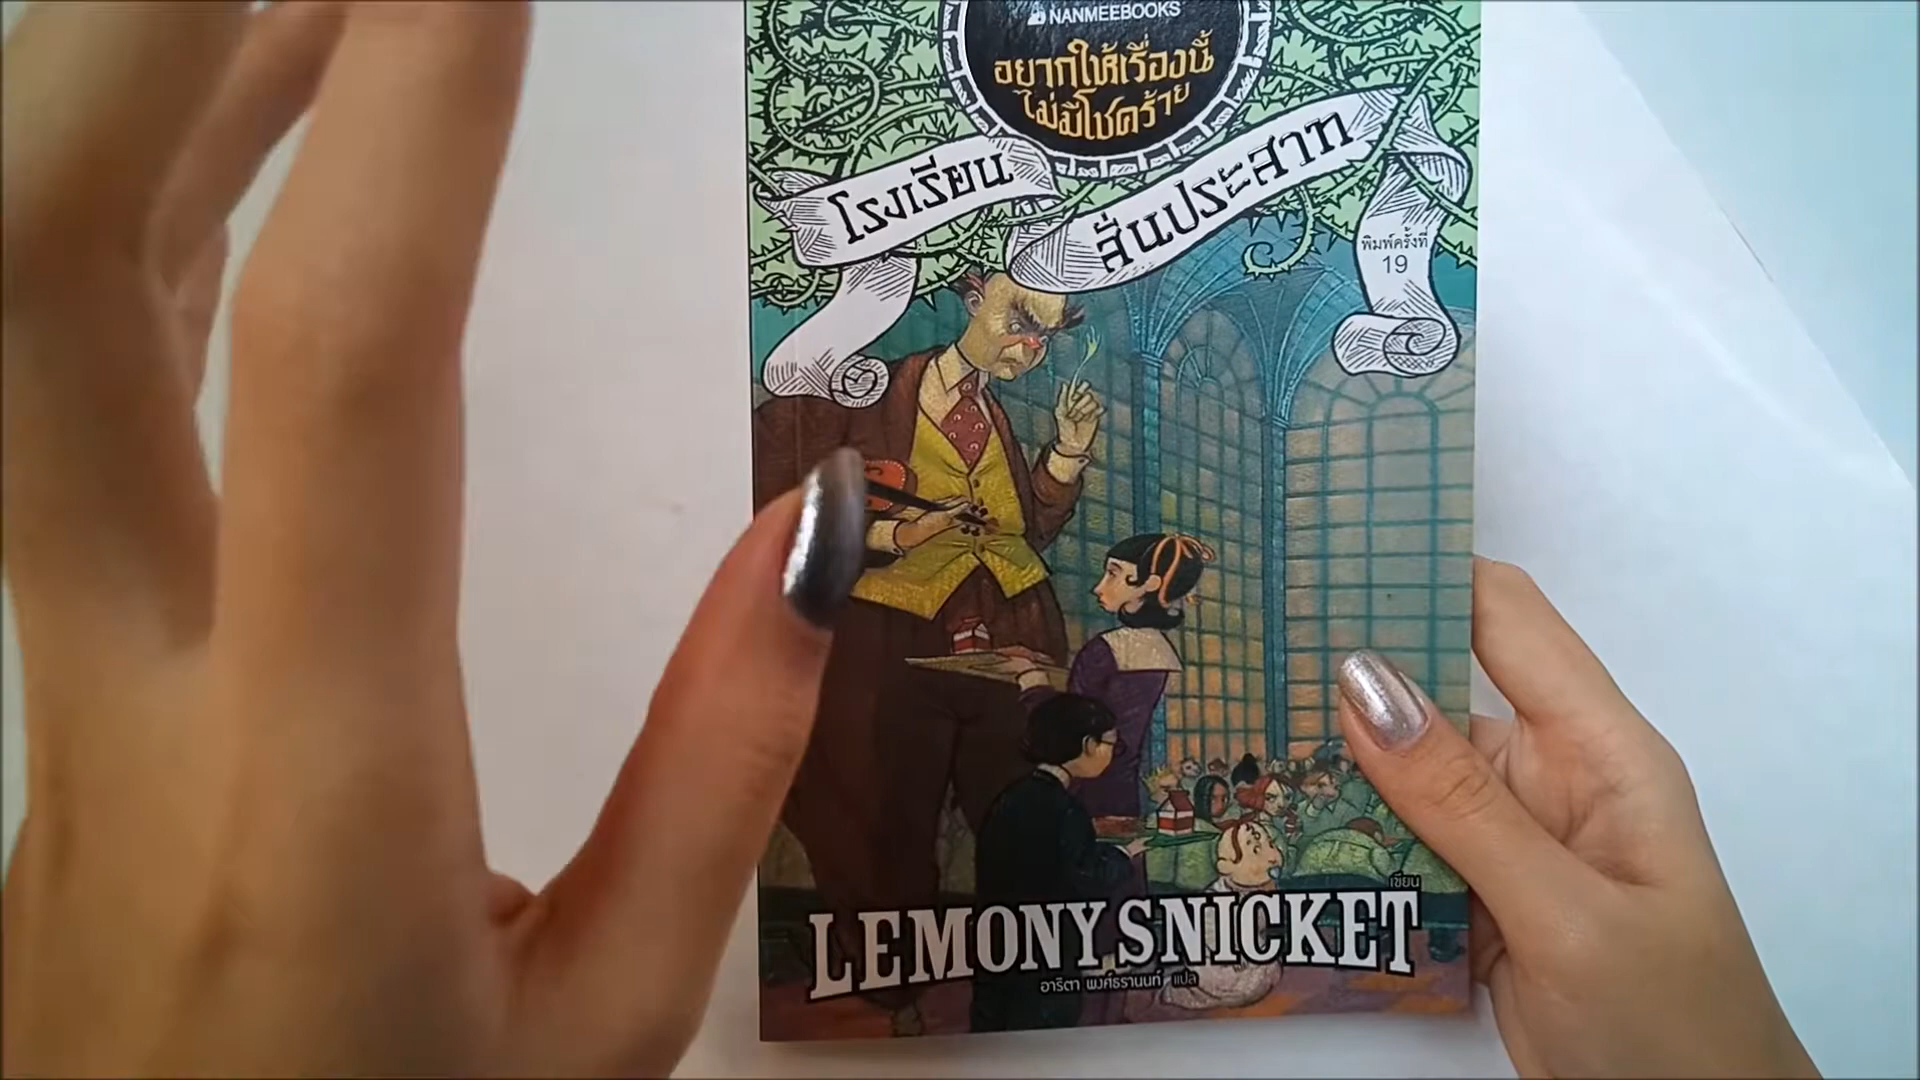 NANMEEBOOKS
อยากให้เรื่องนี้
ไม่มีโชคร้าย
โรงเรียน
สั่นประสาท
พิมพ์ครั้งที่
19
เขียน
LEMONY SNICKET
อาริตา พงศ์ธรานนท์ แปล